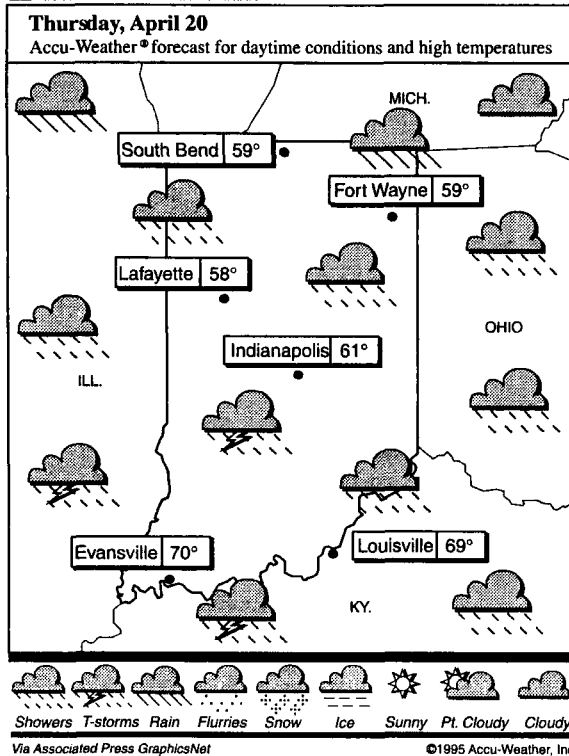 Thursday, April 20
Accu-Weather® forecast for daytime conditions and high temperatures
MICH.
South Bend 59°
Fort Wayne 59°
Lafayette 58°
OHIO
Indianapolis 61°
ILL.
Evansville 70°
Louisville 69°
KY.
Showers T-storms Rain Flurries Snow Ice Sunny Pt. Cloudy Cloudy
Via Associated Press GraphicsNet ©1995 Accu-Weather, Inc